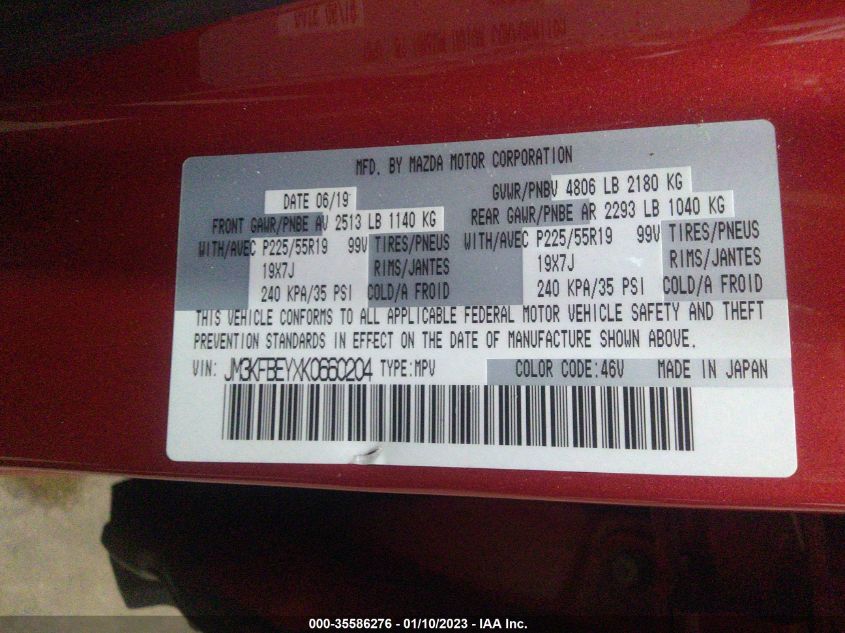 MFD. BY MAZDA MOTOR CORPORATION
DATE 06/19 GVWR/PNBV 4806 LB 2180 KG
FRONT GAWR/PNBE AV 2513 LB 1140 KG REAR GAWR/PNBE AR 2293 LB 1040 KG
WITH/AVEC P225/55R19 99V TIRES/PNEUS WITH/AVEC P225/55R19 99V TIRES/PNEUS
19X7J RIMS/JANTES 19X7J RIMS/JANTES
240 KPA/35 PSI COLD/A FROID 240 KPA/35 PSI COLD/A FROID
THIS VEHICLE CONFORMS TO ALL APPLICABLE FEDERAL MOTOR VEHICLE SAFETY AND THEFT
PREVENTION STANDARDS IN EFFECT ON THE DATE OF MANUFACTURE SHOWN ABOVE.
VIN: JM3KFBEYXK0660204 TYPE:MPV COLOR CODE:46V MADE IN JAPAN
000-35586276 - 01/10/2023 - IAA Inc.